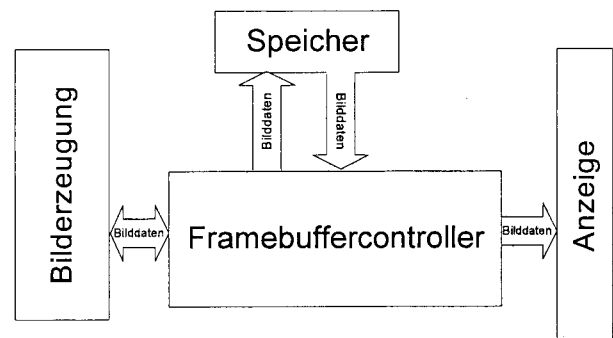 Speicher
Bilderzeugung
Bilddaten
Bilddaten
Anzeige
Bilddaten
Framebuffercontroller
Bilddaten